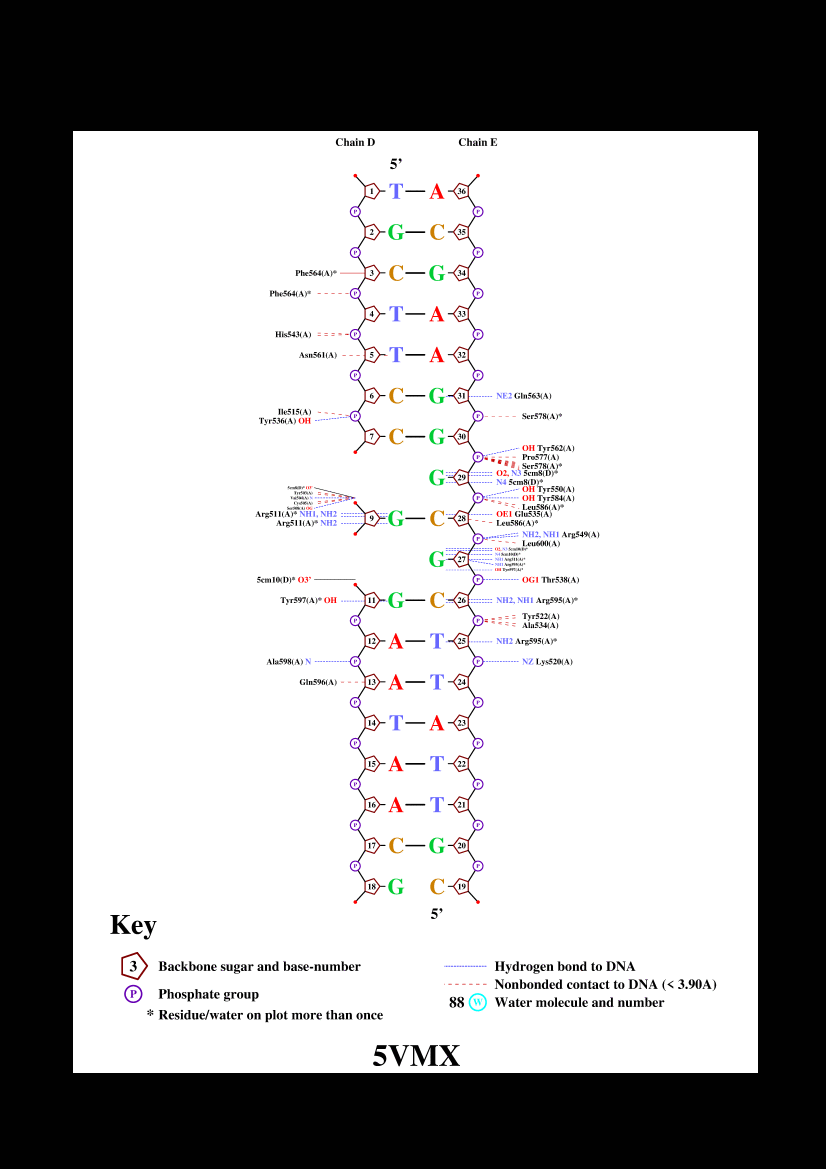 Chain D Chain E
5’
1 T A 36
P P
2 G C 35
P P
Phe564(A)* 3 C G 34
Phe564(A)* P P
4 T A 33
His543(A) P P
Asn561(A) 5 T A 32
P P
6 C G 31 NE2 Gln563(A)
Ile515(A)
P P Ser578(A)*
Tyr536(A) OH
7 C G 30
OH Tyr562(A)
P Pro577(A)
Ser578(A)*
G 29 O2, N3 5cm8(D)*
N4 5cm8(D)*
OH Tyr550(A)
P OH Tyr584(A)
Leu586(A)*
Arg511(A)* NH1, NH2 9 G C 28 OE1 Glu535(A)
Arg511(A)* NH2 Leu586(A)*
P NH2, NH1 Arg549(A)
Leu600(A)
G 27
5cm10(D)* O3’ P OG1 Thr538(A)
Tyr597(A)* OH 11 G C 26 NH2, NH1 Arg595(A)*
P P Tyr522(A)
Ala534(A)
12 A T 25 NH2 Arg595(A)*
Ala598(A) N P P NZ Lys520(A)
Gln596(A) 13 A T 24
P P
14 T A 23
P P
15 A T 22
P P
16 A T 21
P P
17 C G 20
P P
18 G C 19
5’
Key
3 Backbone sugar and base-number
P Phosphate group
* Residue/water on plot more than once
Hydrogen bond to DNA
Nonbonded contact to DNA (< 3.90A)
88 W Water molecule and number
5VMX